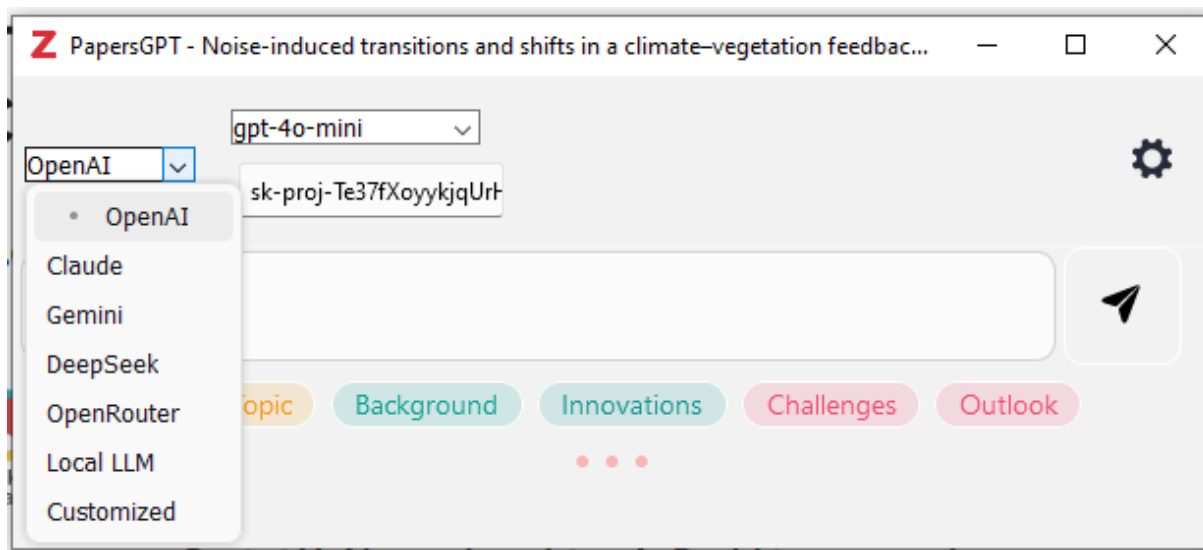 Z PapersGPT - Noise-induced transitions and shifts in a climate–vegetation feedbac...
gpt-4o-mini
OpenAI
sk-proj-Te37fXoyykjqUrH
OpenAI
Claude
Gemini
DeepSeek
OpenRouter
Local LLM
Customized
opic Background Innovations Challenges Outlook